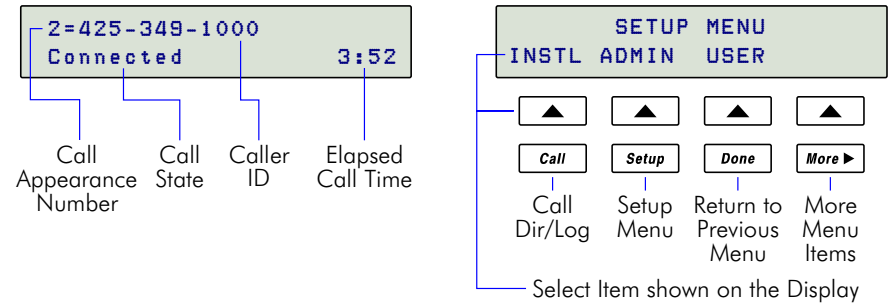 2=425-349-1000
Connected 3:52
Call Appearance Number
Call State
Caller ID
Elapsed Call Time
SETUP MENU
INSTL ADMIN USER
Call
Setup
Done
More
Call Dir/Log
Setup Menu
Return to Previous Menu
More Menu Items
Select Item shown on the Display